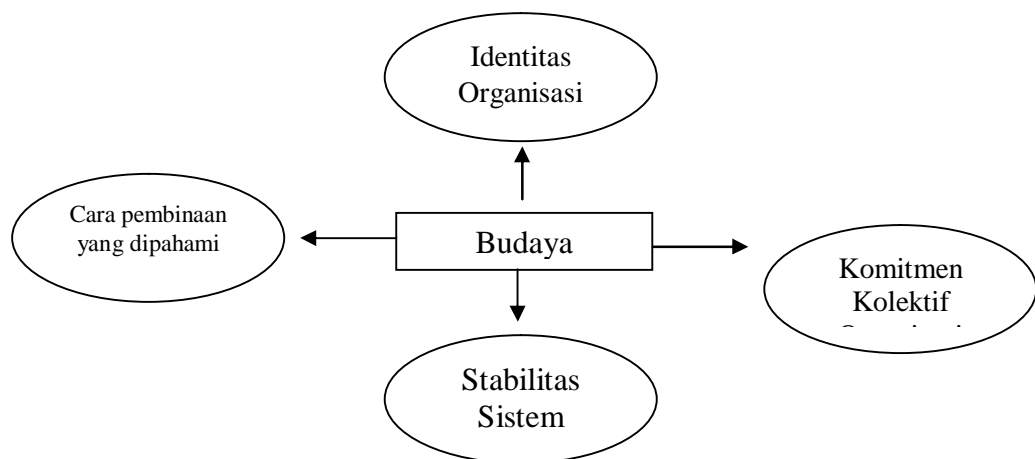 Identitas
Organisasi
Cara pembinaan
yang dipahami
Budaya
Komitmen
Kolektif
Stabilitas
Sistem